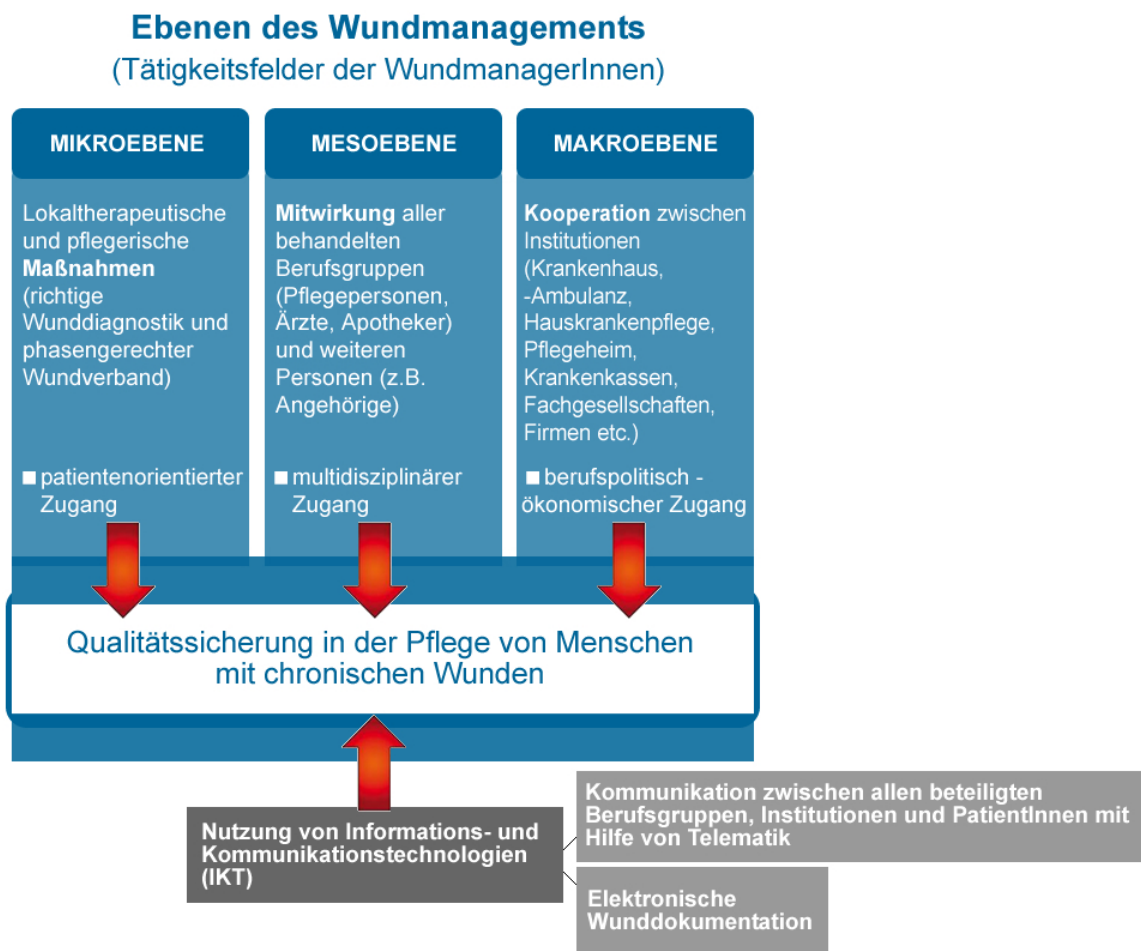 Ebenen des Wundmanagements
(Tätigkeitsfelder der WundmanagerInnen)
MIKROEBENE
Lokaltherapeutische
und pflegerische
Maßnahmen
(richtige
Wunddiagnostik und
phasengerechter
Wundverband)
■ patientenorientierter
Zugang
MESOEBENE
Mitwirkung aller
behandelten
Berufsgruppen
(Pflegepersonen,
Ärzte, Apotheker)
und weiteren
Personen (z.B.
Angehörige)
■ multidisziplinärer
Zugang
MAKROEBENE
Kooperation zwischen
Institutionen
(Krankenhaus,
-Ambulanz,
Hauskrankenpflege,
Pflegeheim,
Krankenkassen,
Fachgesellschaften,
Firmen etc.)
■ berufspolitisch -
ökonomischer Zugang
Qualitätssicherung in der Pflege von Menschen
mit chronischen Wunden
Nutzung von Informations- und
Kommunikationstechnologien
(IKT)
Kommunikation zwischen allen beteiligten
Berufsgruppen, Institutionen und PatientInnen mit
Hilfe von Telematik
Elektronische
Wunddokumentation